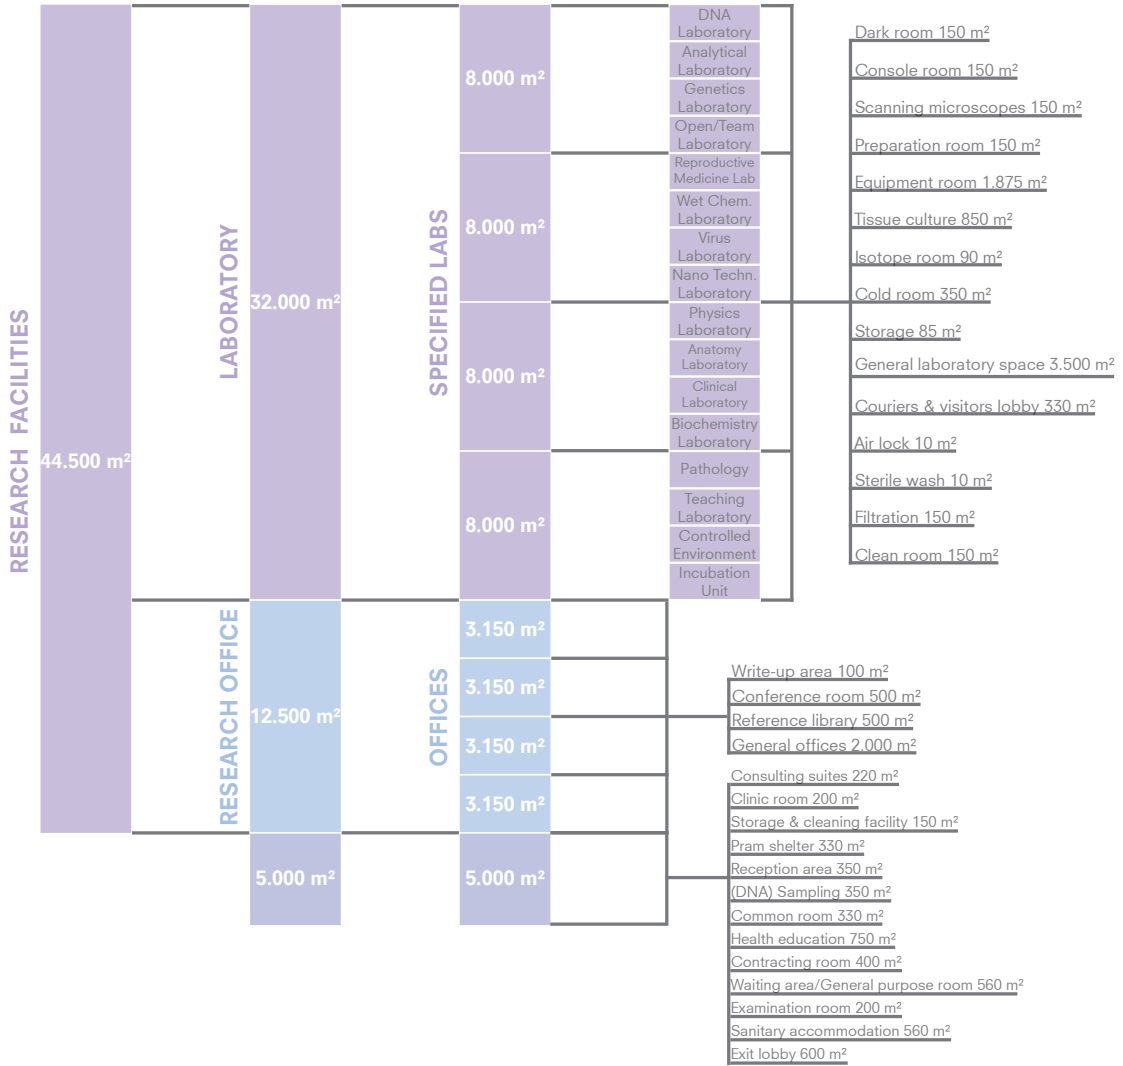 RESEARCH FACILITIES
44.500 m²
LABORATORY
32.000 m²
RESEARCH OFFICE
12.500 m²
5.000 m²
SPECIFIED LABS
8.000 m²
8.000 m²
8.000 m²
8.000 m²
OFFICES
3.150 m²
3.150 m²
3.150 m²
3.150 m²
5.000 m²
DNA
Laboratory
Analytical
Laboratory
Genetics
Laboratory
Open/Team
Laboratory
Reproductive
Medicine Lab
Wet Chem.
Laboratory
Virus
Laboratory
Nano Techn.
Laboratory
Physics
Laboratory
Anatomy
Laboratory
Clinical
Laboratory
Biochemistry
Laboratory
Pathology
Teaching
Laboratory
Controlled
Environment
Incubation
Unit
Dark room 150 m²
Console room 150 m²
Scanning microscopes 150 m²
Preparation room 150 m²
Equipment room 1.875 m²
Tissue culture 850 m²
Isotope room 90 m²
Cold room 350 m²
Storage 85 m²
General laboratory space 3.500 m²
Couriers & visitors lobby 330 m²
Air lock 10 m²
Sterile wash 10 m²
Filtration 150 m²
Clean room 150 m²
Write-up area 100 m²
Conference room 500 m²
Reference library 500 m²
General offices 2.000 m²
Consulting suites 220 m²
Clinic room 200 m²
Storage & cleaning facility 150 m²
Pram shelter 330 m²
Reception area 350 m²
(DNA) Sampling 350 m²
Common room 330 m²
Health education 750 m²
Contracting room 400 m²
Waiting area/General purpose room 560 m²
Examination room 200 m²
Sanitary accommodation 560 m²
Exit lobby 600 m²